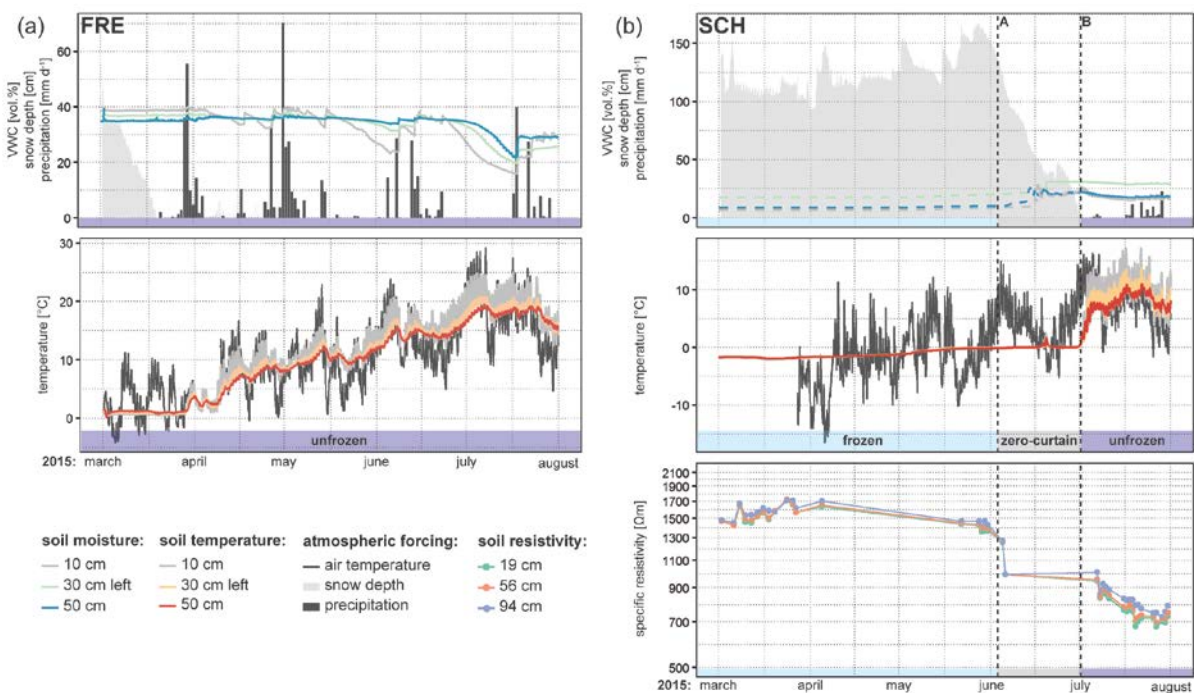 (a) FRE
VWC [vol.%]
snow depth [cm]
precipitation [mm d⁻¹]
60
40
20
0
temperature [°C]
30
20
10
0
unfrozen
2015: march april may june july august
soil moisture:
10 cm
30 cm left
50 cm
soil temperature:
10 cm
30 cm left
50 cm
atmospheric forcing:
air temperature
snow depth
precipitation
soil resistivity:
19 cm
56 cm
94 cm
(b) SCH
A B
VWC [vol.%]
snow depth [cm]
precipitation [mm d⁻¹]
150
100
50
0
temperature [°C]
10
0
-10
frozen zero-curtain unfrozen
specific resistivity [Ωm]
2100
1900
1700
1500
1300
1100
900
700
500
2015: march april may june july august